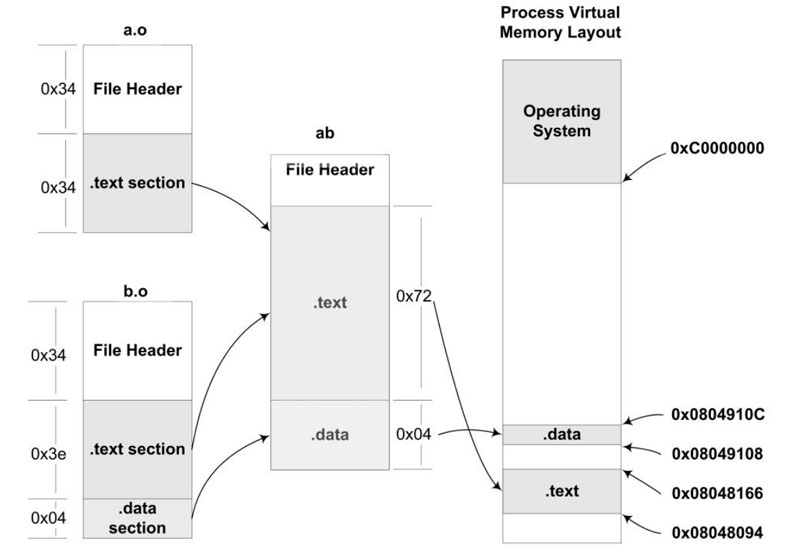 a.o
0x34
File Header
0x34
.text section
b.o
0x34
File Header
0x3e
.text section
0x04
.data
section
ab
File Header
.text
0x72
.data
0x04
Process Virtual
Memory Layout
Operating
System
0xC0000000
0x0804910C
.data
0x08049108
0x08048166
.text
0x08048094